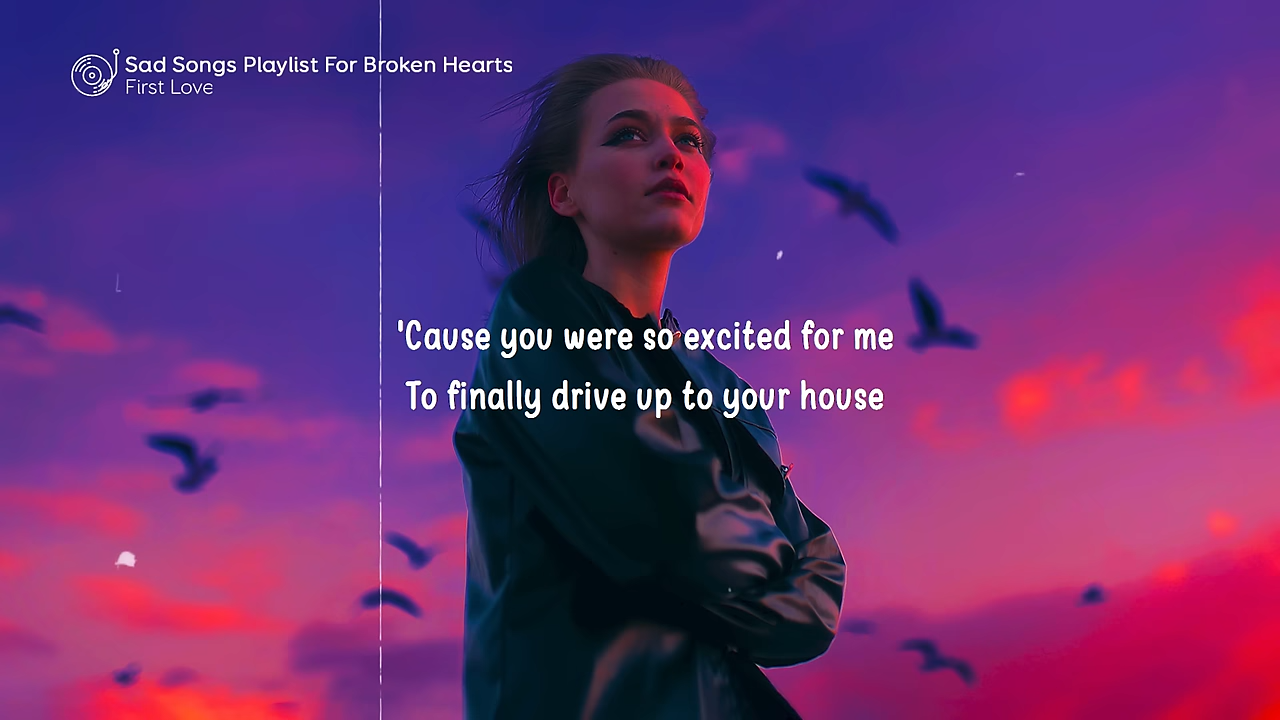 Sad Songs Playlist For Broken Hearts
First Love
'Cause you were so excited for me
To finally drive up to your house